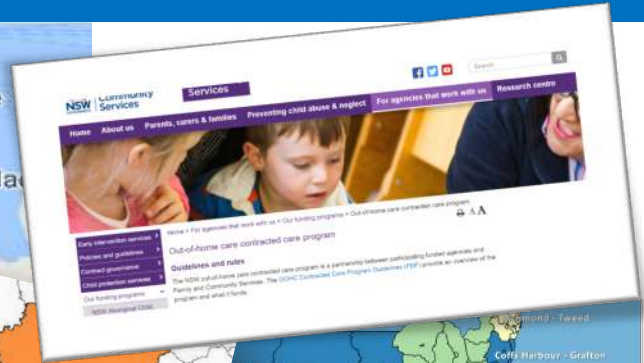 Community
Services
NSW
Services
Search
Home About us Parents, carers & families Preventing child abuse & neglect For agencies that work with us Research centre
Home > For agencies that work with us > Our funding programs > Out-of-home care contracted care program
A A
Early intervention services
Policies and guidelines
Contract governance
Child protection services
Our funding programs
NSW Aboriginal Child,
Out-of-home care contracted care program
Guidelines and rules
The NSW out-of-home care contracted care program is a partnership between participating funded agencies and
Family and Community Services. The OOHC Contracted Care Program Guidelines (PDF) provide an overview of the
program and what it funds.
Richmond - Tweed
Coffs Harbour - Grafton